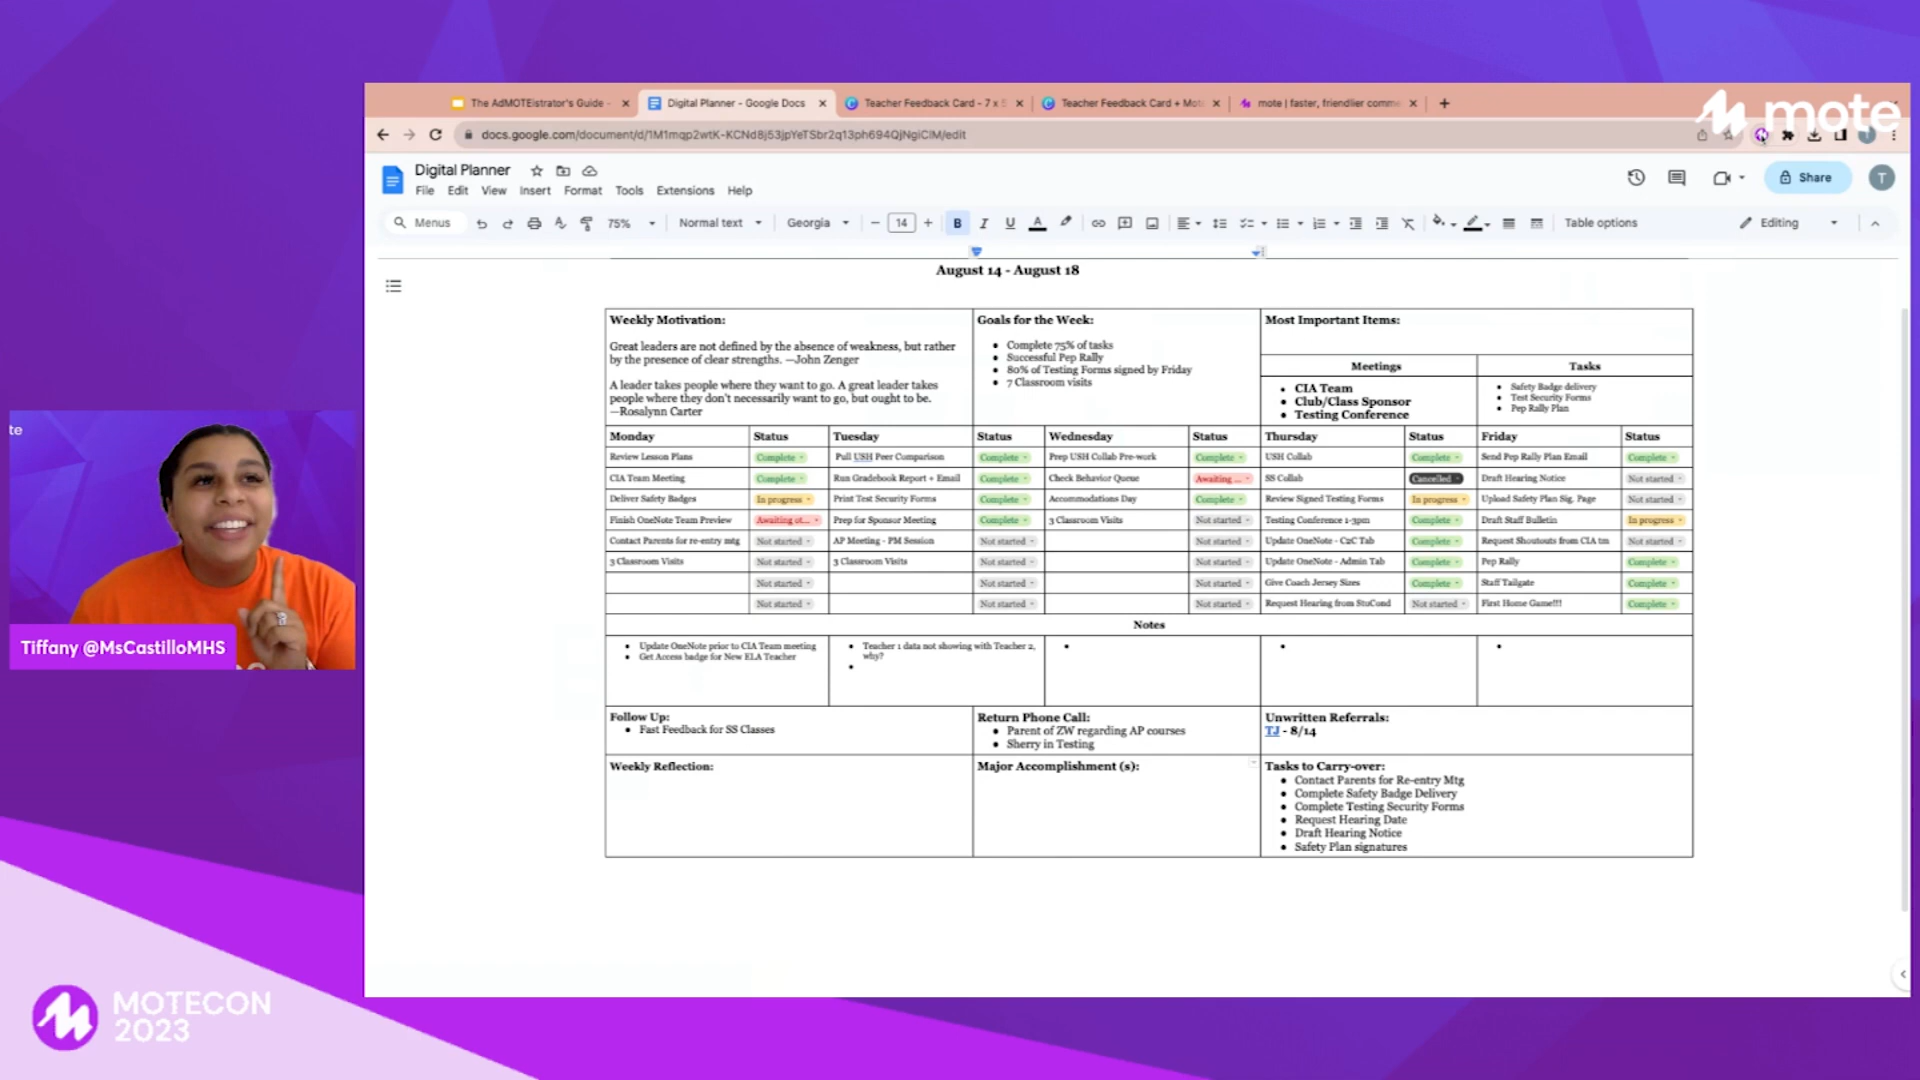 The AdMOTEistrator's Guide -
Digital Planner - Google Docs
Teacher Feedback Card - 7 x 5
Teacher Feedback Card + Mot
mote | faster, friendlier comme
mote
docs.google.com/document/d/1M1mqp2wtK-KCNd8j53jpYeTSbr2q13ph694QjNgiCIM/edit
Digital Planner
File Edit View Insert Format Tools Extensions Help
Share
T
Menus 75% Normal text Georgia 14 Table options Editing
August 14 - August 18
Weekly Motivation:
Great leaders are not defined by the absence of weakness, but rather
by the presence of clear strengths. —John Zenger
A leader takes people where they want to go. A great leader takes
people where they don't necessarily want to go, but ought to be.
—Rosalynn Carter
Goals for the Week:
Complete 75% of tasks
Successful Pep Rally
80% of Testing Forms signed by Friday
7 Classroom visits
Most Important Items:
Meetings
CIA Team
Club/Class Sponsor
Testing Conference
Tasks
Safety Badge delivery
Test Security Forms
Pep Rally Plan
Monday Status Tuesday Status Wednesday Status Thursday Status Friday Status
Review Lesson Plans Complete Pull USH Peer Comparison Complete Prep USH Collab Pre-work Complete USH Collab Complete Send Pep Rally Plan Email Complete
CIA Team Meeting Complete Run Gradebook Report + Email Complete Check Behavior Queue Awaiting ... SS Collab Cancelled Draft Hearing Notice Not started
Deliver Safety Badges In progress Print Test Security Forms Complete Accommodations Day Complete Review Signed Testing Forms In progress Upload Safety Plan Sig. Page Not started
Finish OneNote Team Preview Awaiting ot... Prep for Sponsor Meeting Complete 3 Classroom Visits Not started Testing Conference 1-3pm Complete Draft Staff Bulletin In progress
Contact Parents for re-entry mtg Not started AP Meeting - PM Session Not started Not started Update OneNote - C2C Tab Complete Request Shoutouts from CIA tm Not started
3 Classroom Visits Not started 3 Classroom Visits Not started Not started Update OneNote - Admin Tab Complete Pep Rally Complete
Not started Not started Not started Give Coach Jersey Sizes Complete Staff Tailgate Complete
Not started Not started Not started Request Hearing from StuCond Not started First Home Game!!! Complete
Notes
Update OneNote prior to CIA Team meeting
Get Access badge for New ELA Teacher
Teacher 1 data not showing with Teacher 2,
why?
Follow Up:
Fast Feedback for SS Classes
Return Phone Call:
Parent of ZW regarding AP courses
Sherry in Testing
Unwritten Referrals:
TJ - 8/14
Weekly Reflection:
Major Accomplishment (s):
Tasks to Carry-over:
Contact Parents for Re-entry Mtg
Complete Safety Badge Delivery
Complete Testing Security Forms
Request Hearing Date
Draft Hearing Notice
Safety Plan signatures
te
Tiffany @MsCastilloMHS
MOTECON
2023